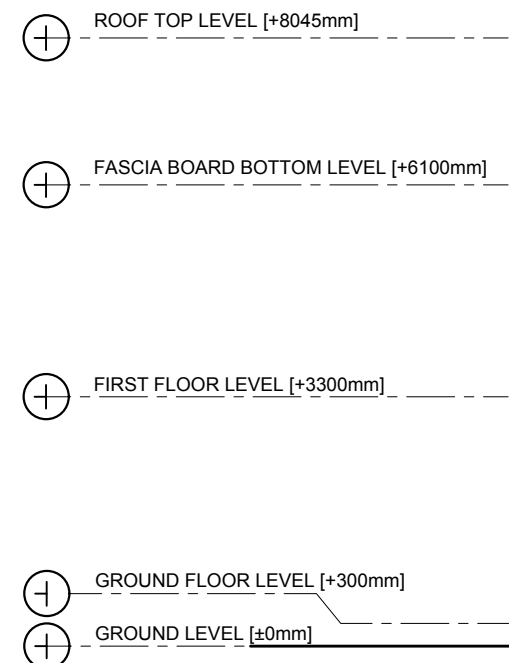 ROOF TOP LEVEL [+8045mm]
FASCIA BOARD BOTTOM LEVEL [+6100mm]
FIRST FLOOR LEVEL [+3300mm]
GROUND FLOOR LEVEL [+300mm]
GROUND LEVEL [±0mm]